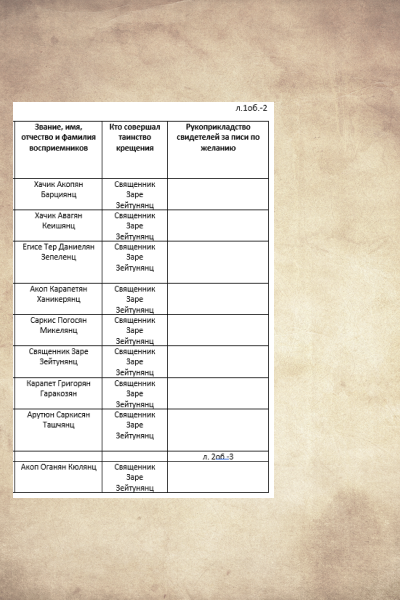 л.1об.-2
Звание, имя,
отчество и фамилия
восприемников
Кто совершал
таинство
крещения
Рукоприкладство
свидетелей за писи по
желанию
Хачик Акопян
Барциянц
Священник
Заре
Зейтунянц
Хачик Авагян
Кеишянц
Священник
Заре
Зейтунянц
Егисе Тер Даниелян
Зепеленц
Священник
Заре
Зейтунянц
Акоп Карапетян
Ханикерянц
Священник
Заре
Зейтунянц
Саркис Погосян
Микелянц
Священник
Заре
Зейтунянц
Священник Заре
Зейтунянц
Священник
Заре
Зейтунянц
Карапет Григорян
Гаракозян
Священник
Заре
Зейтунянц
Арутюн Саркисян
Ташчянц
Священник
Заре
Зейтунянц
л. 2об.-3
Акоп Оганян Кюлянц
Священник
Заре
Зейтунянц